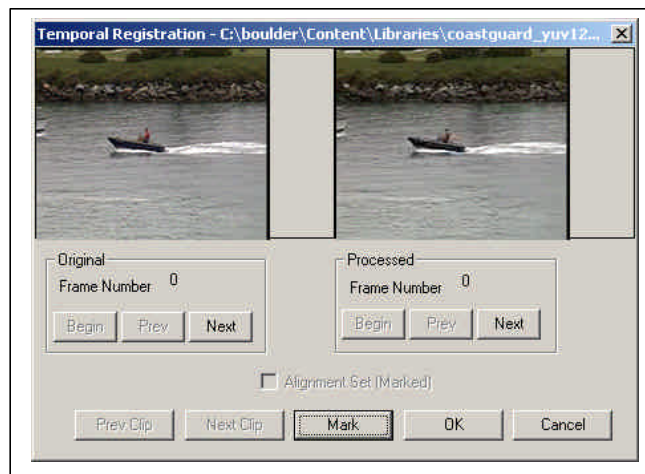 Temporal Registration - C:\boulder\Content\Libraries\coastguard_yuv12...
Original
Frame Number 0
Begin Prev Next
Processed
Frame Number 0
Begin Prev Next
Alignment Set (Marked)
Prev Clip Next Clip Mark OK Cancel